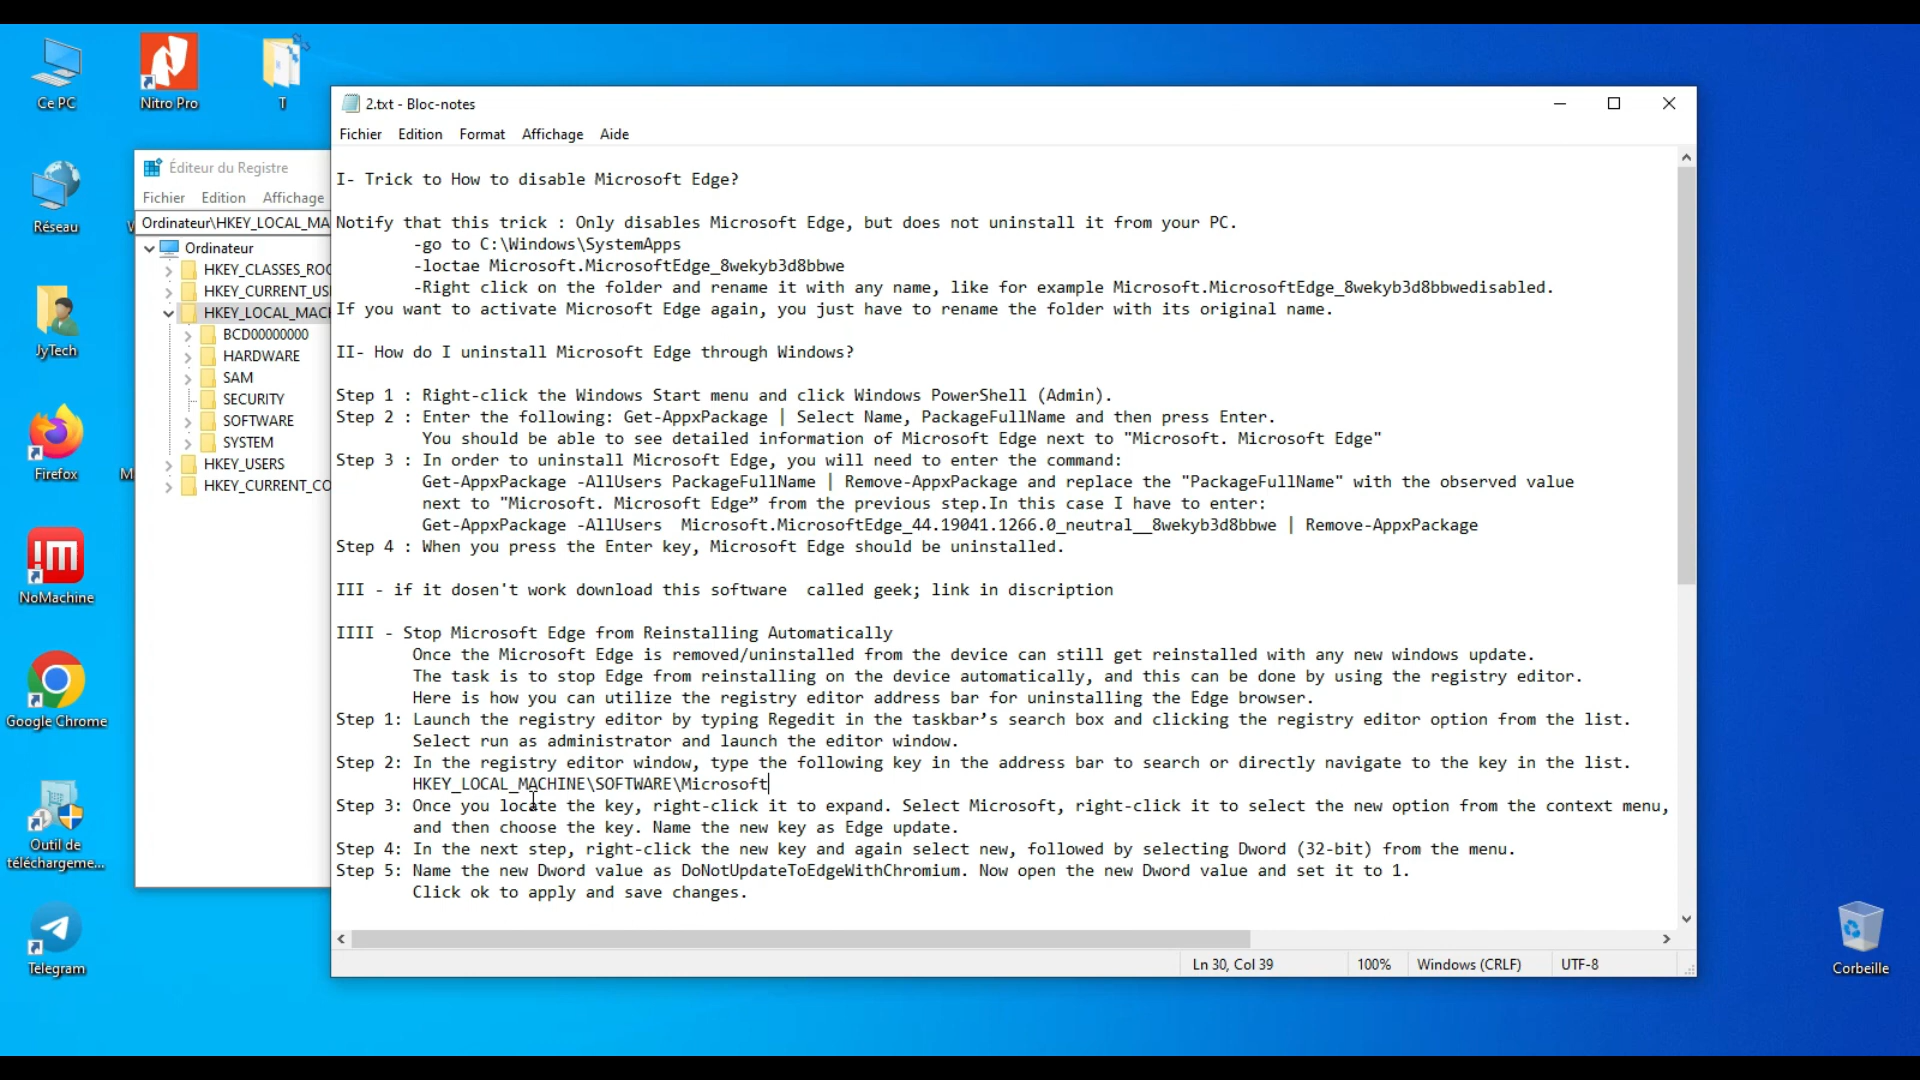 Ce PC
Nitro Pro
T
Réseau
JyTech
Firefox
NoMachine
Google Chrome
Outil de
téléchargeme...
Telegram
Corbeille
Éditeur du Registre
Fichier Edition Affichage
Ordinateur\HKEY_LOCAL_MA
Ordinateur
HKEY_CLASSES_ROO
HKEY_CURRENT_USE
HKEY_LOCAL_MACH
BCD00000000
HARDWARE
SAM
SECURITY
SOFTWARE
SYSTEM
HKEY_USERS
HKEY_CURRENT_CO
2.txt - Bloc-notes
Fichier Edition Format Affichage Aide
I- Trick to How to disable Microsoft Edge?
Notify that this trick : Only disables Microsoft Edge, but does not uninstall it from your PC.
-go to C:\Windows\SystemApps
-loctae Microsoft.MicrosoftEdge_8wekyb3d8bbwe
-Right click on the folder and rename it with any name, like for example Microsoft.MicrosoftEdge_8wekyb3d8bbwedisabled.
If you want to activate Microsoft Edge again, you just have to rename the folder with its original name.
II- How do I uninstall Microsoft Edge through Windows?
Step 1 : Right-click the Windows Start menu and click Windows PowerShell (Admin).
Step 2 : Enter the following: Get-AppxPackage | Select Name, PackageFullName and then press Enter.
You should be able to see detailed information of Microsoft Edge next to "Microsoft. Microsoft Edge"
Step 3 : In order to uninstall Microsoft Edge, you will need to enter the command:
Get-AppxPackage -AllUsers PackageFullName | Remove-AppxPackage and replace the "PackageFullName" with the observed value
next to "Microsoft. Microsoft Edge” from the previous step.In this case I have to enter:
Get-AppxPackage -AllUsers  Microsoft.MicrosoftEdge_44.19041.1266.0_neutral__8wekyb3d8bbwe | Remove-AppxPackage
Step 4 : When you press the Enter key, Microsoft Edge should be uninstalled.
III - if it dosen't work download this software  called geek; link in discription
IIII - Stop Microsoft Edge from Reinstalling Automatically
Once the Microsoft Edge is removed/uninstalled from the device can still get reinstalled with any new windows update.
The task is to stop Edge from reinstalling on the device automatically, and this can be done by using the registry editor.
Here is how you can utilize the registry editor address bar for uninstalling the Edge browser.
Step 1: Launch the registry editor by typing Regedit in the taskbar’s search box and clicking the registry editor option from the list.
Select run as administrator and launch the editor window.
Step 2: In the registry editor window, type the following key in the address bar to search or directly navigate to the key in the list.
HKEY_LOCAL_MACHINE\SOFTWARE\Microsoft
Step 3: Once you locate the key, right-click it to expand. Select Microsoft, right-click it to select the new option from the context menu,
and then choose the key. Name the new key as Edge update.
Step 4: In the next step, right-click the new key and again select new, followed by selecting Dword (32-bit) from the menu.
Step 5: Name the new Dword value as DoNotUpdateToEdgeWithChromium. Now open the new Dword value and set it to 1.
Click ok to apply and save changes.
Ln 30, Col 39 100% Windows (CRLF) UTF-8